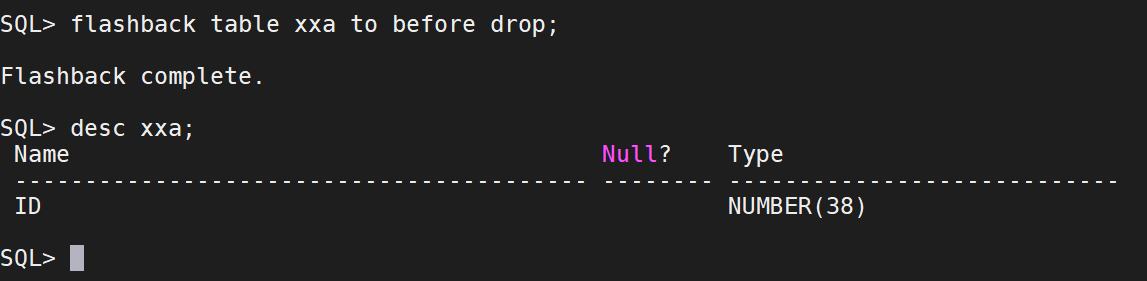 SQL> flashback table xxa to before drop;
Flashback complete.
SQL> desc xxa;
 Name                                      Null?    Type
 ----------------------------------------- -------- ----------------------------
 ID                                                 NUMBER(38)
SQL>